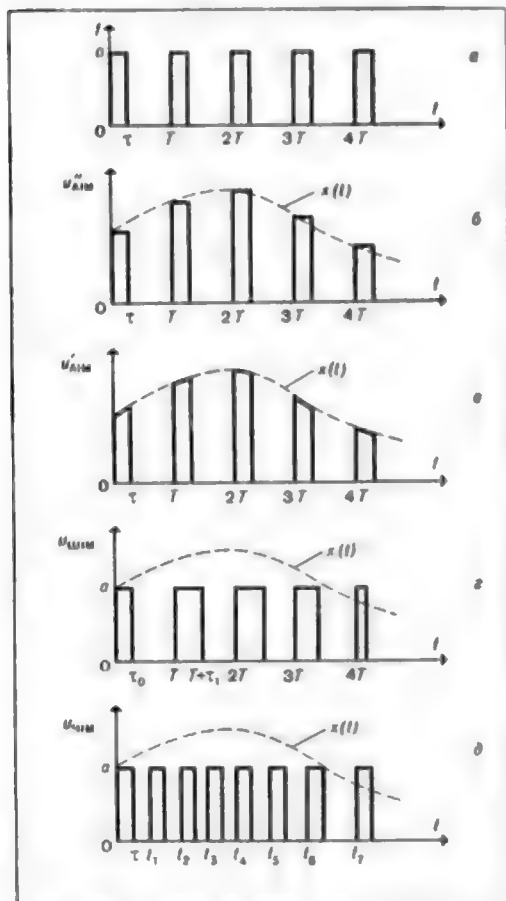 f
a
а
t
0
τ T 2T 3T 4T
u″АИМ
x(t)
б
t
0
τ T 2T 3T 4T
u′АИМ
x(t)
в
t
0
τ T 2T 3T 4T
uШИМ
x(t)
a
г
t
0
τ₀ T T+τ₁ 2T 3T 4T
uЧИМ
x(t)
a
д
t
0
τ t₁ t₂ t₃ t₄ t₅ t₆ t₇